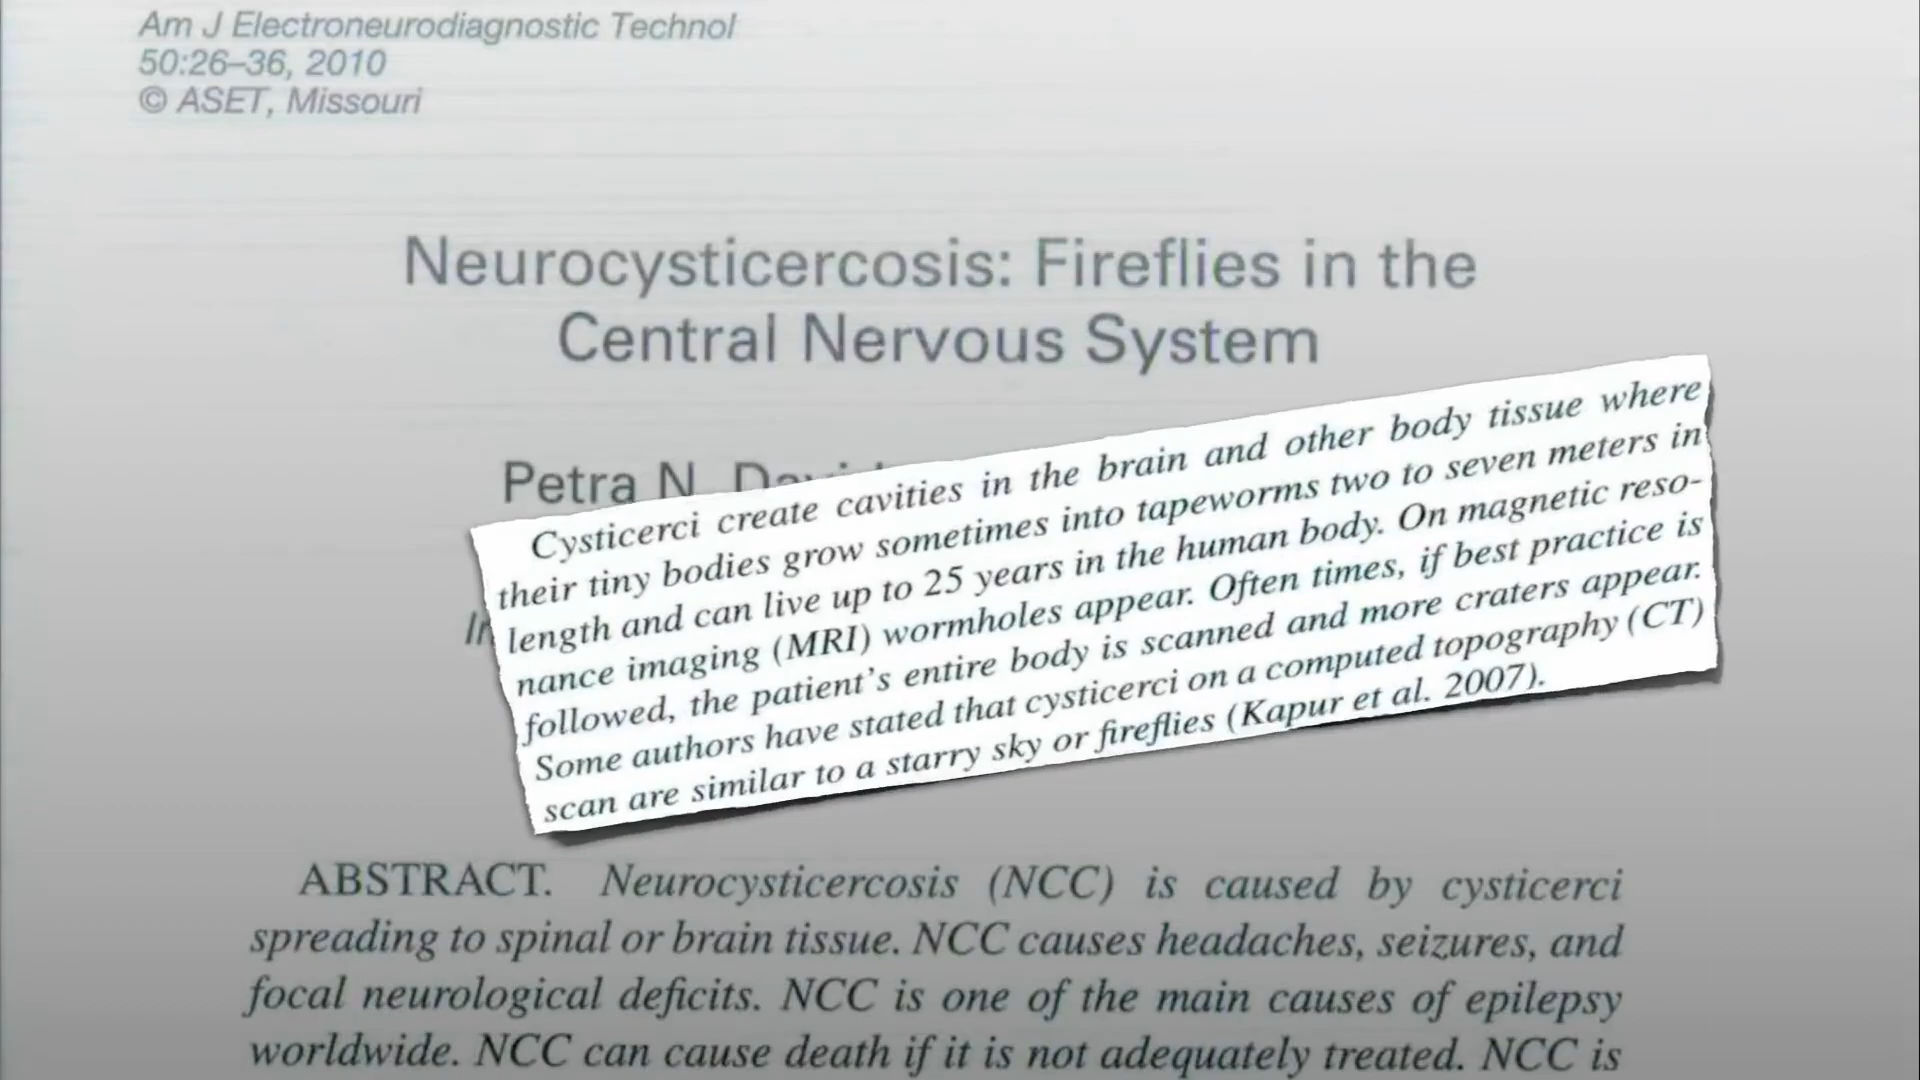 Am J Electroneurodiagnostic Technol
50:26–36, 2010
© ASET, Missouri
Neurocysticercosis: Fireflies in the
Central Nervous System
Petra N.
Cysticerci create cavities in the brain and other body tissue where
their tiny bodies grow sometimes into tapeworms two to seven meters in
length and can live up to 25 years in the human body. On magnetic reso-
nance imaging (MRI) wormholes appear. Often times, if best practice is
followed, the patient's entire body is scanned and more craters appear.
Some authors have stated that cysticerci on a computed topography (CT)
scan are similar to a starry sky or fireflies (Kapur et al. 2007).
ABSTRACT. Neurocysticercosis (NCC) is caused by cysticerci
spreading to spinal or brain tissue. NCC causes headaches, seizures, and
focal neurological deficits. NCC is one of the main causes of epilepsy
worldwide. NCC can cause death if it is not adequately treated. NCC is